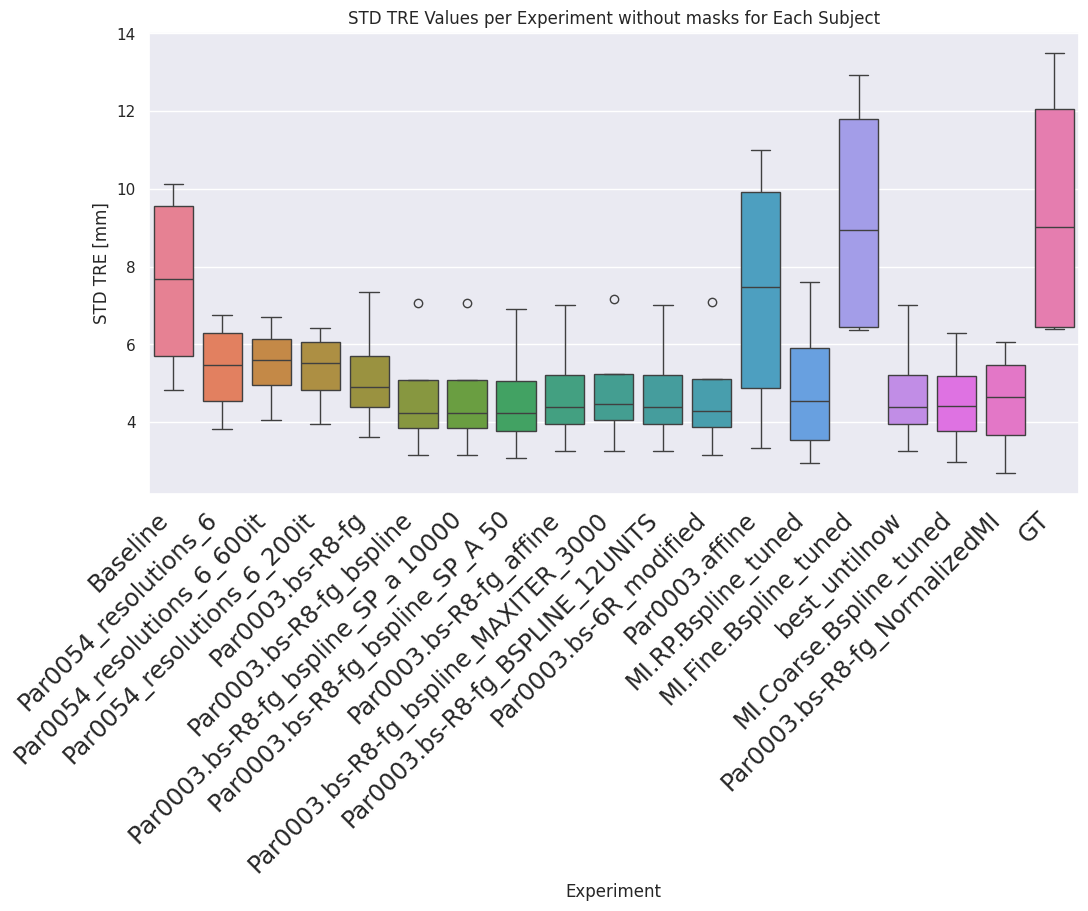 STD TRE Values per Experiment without masks for Each Subject
STD TRE [mm]
14
12
10
8
6
4
Baseline
Par0054_resolutions_6
Par0054_resolutions_6_600it
Par0054_resolutions_6_200it
Par0003.bs-R8-fg
Par0003.bs-R8-fg_bspline
Par0003.bs-R8-fg_bspline_SP_a 10000
Par0003.bs-R8-fg_bspline_SP_A 50
Par0003.bs-R8-fg_affine
Par0003.bs-R8-fg_bspline_MAXITER_3000
Par0003.bs-R8-fg_BSPLINE_12UNITS
Par0003.bs-6R_modified
Par0003.affine
MI.RP.Bspline_tuned
MI.Fine.Bspline_tuned
best_untilnow
MI.Coarse.Bspline_tuned
Par0003.bs-R8-fg_NormalizedMI
GT
Experiment